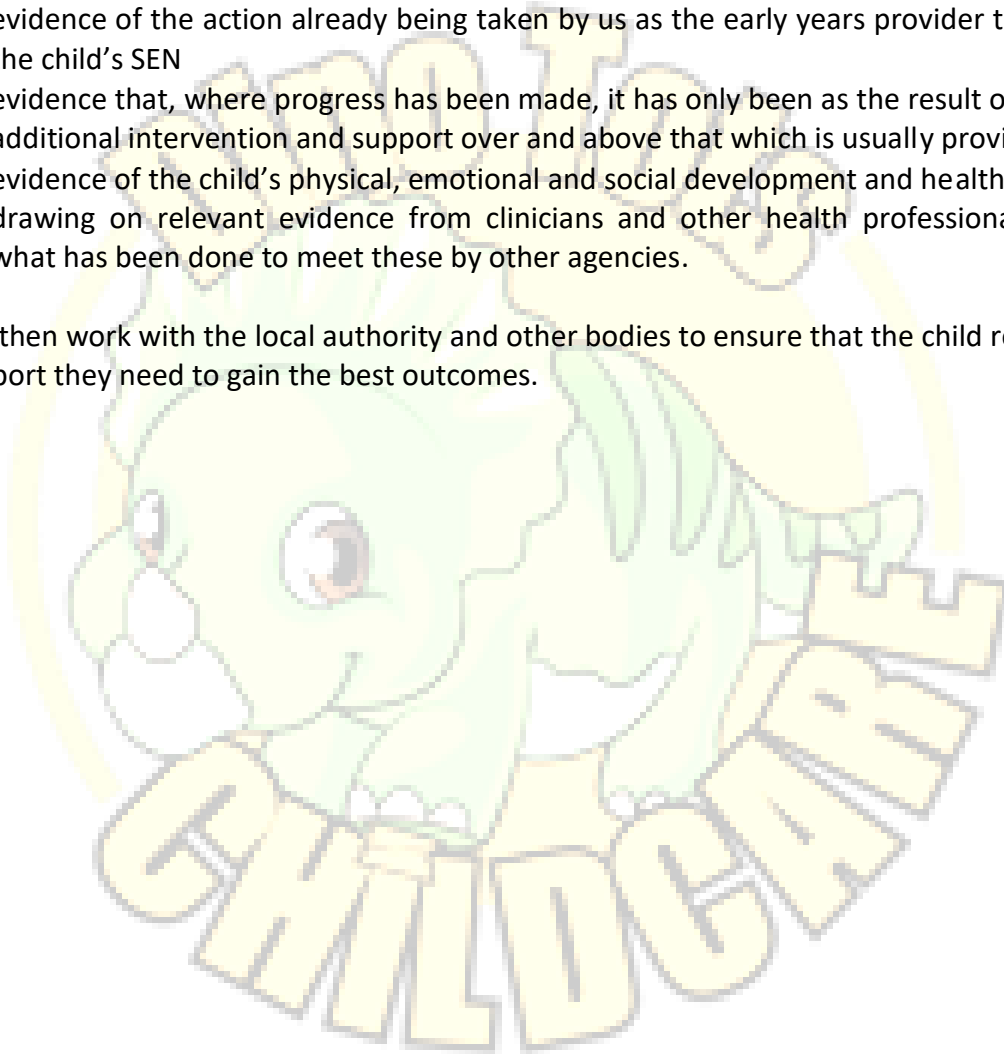 evidence of the action already being taken by us as the early years provider t
he child's SEN
evidence that, where progress has been made, it has only been as the result o
additional intervention and support over and above that which is usually provi
evidence of the child's physical, emotional and social development and health
drawing on relevant evidence from clinicians and other health professiona
what has been done to meet these by other agencies.
then work with the local authority and other bodies to ensure that the child re
port they need to gain the best outcomes.
Dino Tots
CHILDCARE